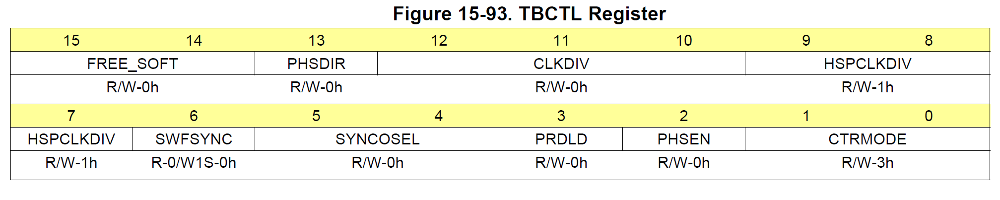 Figure 15-93. TBCTL Register
15 14 13 12 11 10 9 8
FREE_SOFT PHSDIR CLKDIV HSPCLKDIV
R/W-0h R/W-0h R/W-0h R/W-1h
7 6 5 4 3 2 1 0
HSPCLKDIV SWFSYNC SYNCOSEL PRDLD PHSEN CTRMODE
R/W-1h R-0/W1S-0h R/W-0h R/W-0h R/W-0h R/W-3h